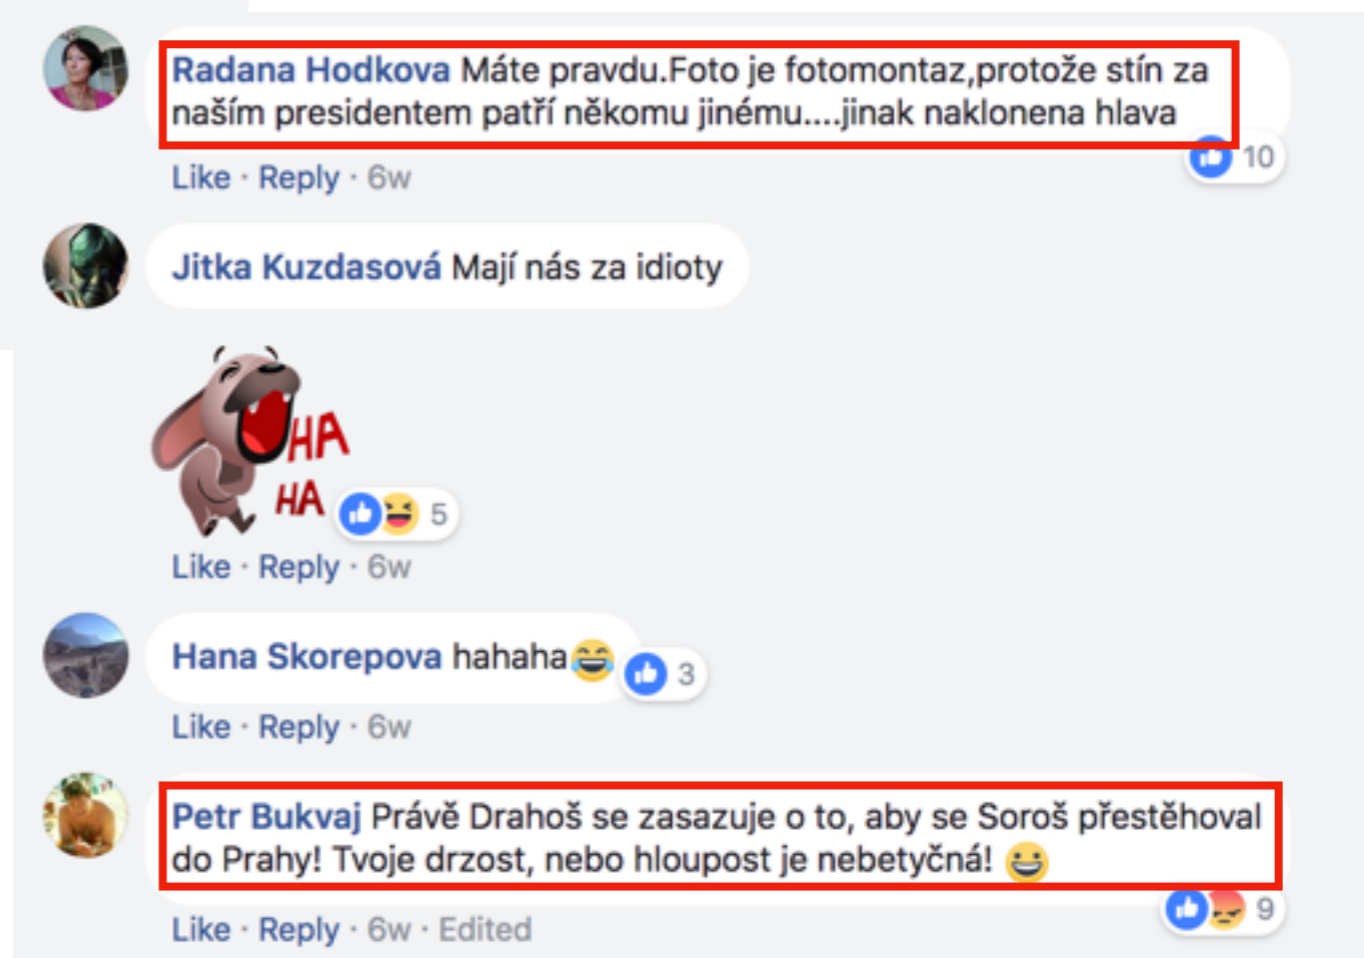 Radana Hodkova Máte pravdu.Foto je fotomontaz,protože stín za
naším presidentem patří někomu jinému....jinak naklonena hlava
10
Like · Reply · 6w
Jitka Kuzdasová Mají nás za idioty
HA
HA
5
Like · Reply · 6w
Hana Skorepova hahaha😂
3
Like · Reply · 6w
Petr Bukvaj Právě Drahoš se zasazuje o to, aby se Soroš přestěhoval
do Prahy! Tvoje drzost, nebo hloupost je nebetyčná! 😀
9
Like · Reply · 6w · Edited